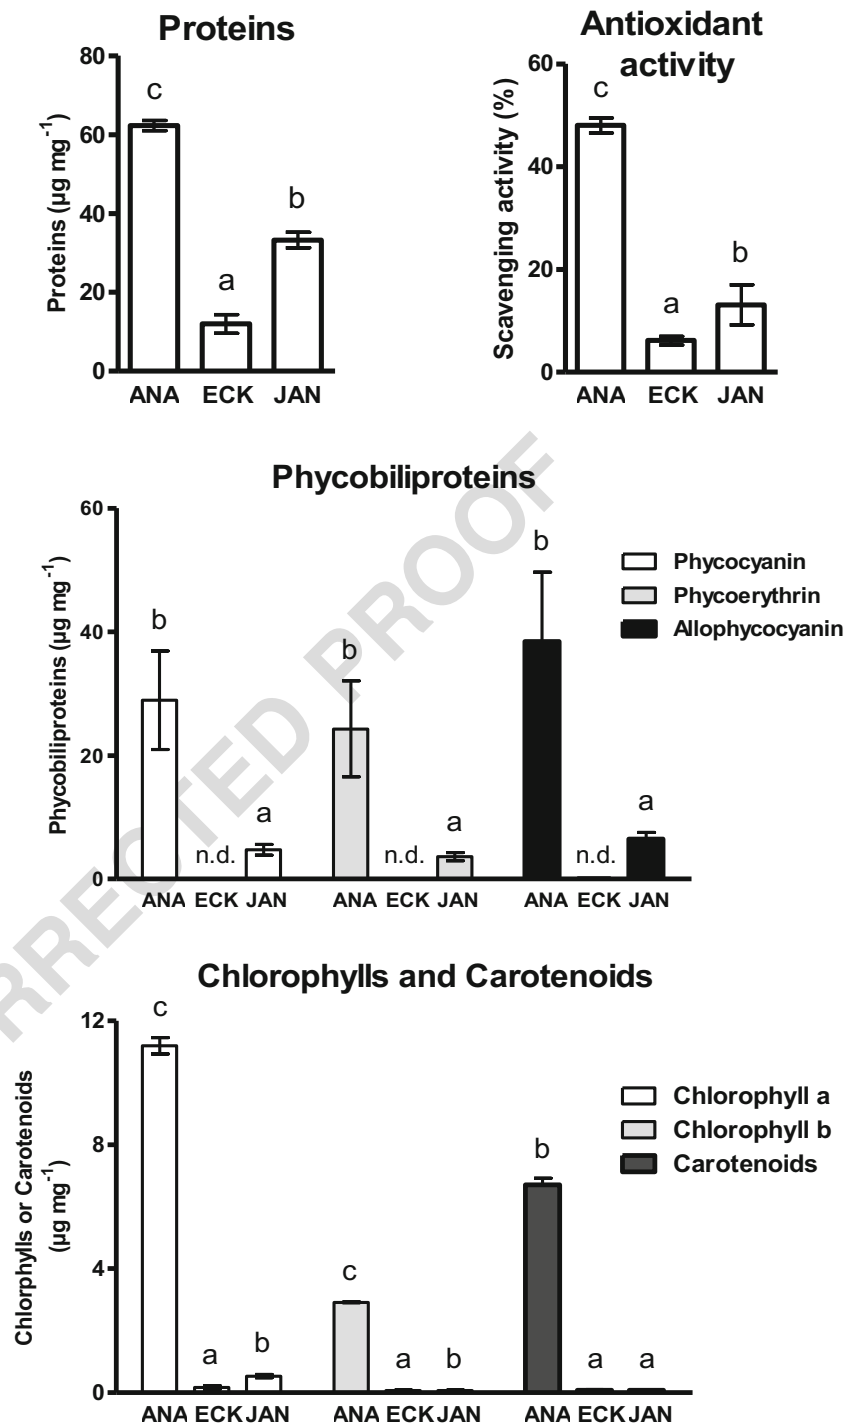 Proteins
Proteins (µg mg⁻¹)
80
60
40
20
0
c
a
b
ANA ECK JAN
Antioxidant
activity
Scavenging activity (%)
60
40
20
0
c
a
b
ANA ECK JAN
Phycobiliproteins
Phycobiliproteins (µg mg⁻¹)
60
40
20
0
b
n.d.
a
b
n.d.
a
b
n.d.
a
Phycocyanin
Phycoerythrin
Allophycocyanin
ANA ECK JAN ANA ECK JAN ANA ECK JAN
RRECTED PROOF
Chlorophylls and Carotenoids
Chlorphylls or Carotenoids
(µg mg⁻¹)
12
8
4
0
c
a
b
c
a
b
b
a
a
Chlorophyll a
Chlorophyll b
Carotenoids
ANA ECK JAN ANA ECK JAN ANA ECK JAN